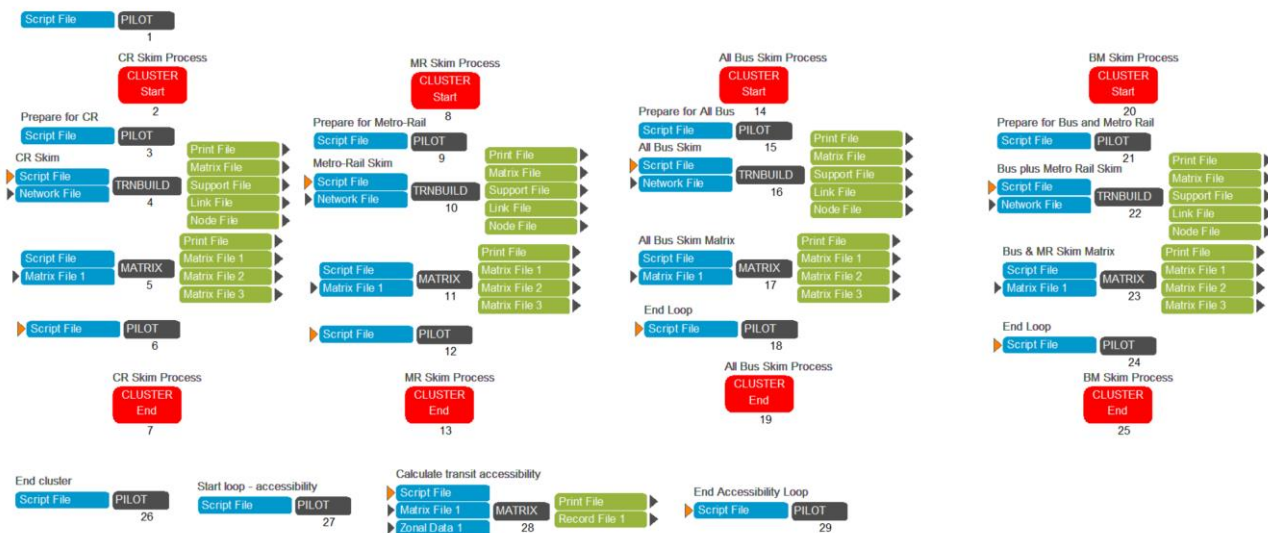 Script File PILOT
1
CR Skim Process
CLUSTER
Start
2
Prepare for CR
Script File PILOT
3
CR Skim
Script File
Network File
TRNBUILD
4
Print File
Matrix File
Support File
Link File
Node File
Script File
Matrix File 1
MATRIX
5
Print File
Matrix File 1
Matrix File 2
Matrix File 3
Script File PILOT
6
CR Skim Process
CLUSTER
End
7
MR Skim Process
CLUSTER
Start
8
Prepare for Metro-Rail
Script File PILOT
9
Metro-Rail Skim
Script File
Network File
TRNBUILD
10
Print File
Matrix File
Support File
Link File
Node File
Script File
Matrix File 1
MATRIX
11
Print File
Matrix File 1
Matrix File 2
Matrix File 3
Script File PILOT
12
MR Skim Process
CLUSTER
End
13
All Bus Skim Process
CLUSTER
Start
14
Prepare for All Bus
Script File PILOT
15
All Bus Skim
Script File
Network File
TRNBUILD
16
Print File
Matrix File
Support File
Link File
Node File
All Bus Skim Matrix
Script File
Matrix File 1
MATRIX
17
Print File
Matrix File 1
Matrix File 2
Matrix File 3
End Loop
Script File PILOT
18
All Bus Skim Process
CLUSTER
End
19
BM Skim Process
CLUSTER
Start
20
Prepare for Bus and Metro Rail
Script File PILOT
21
Bus plus Metro Rail Skim
Script File
Network File
TRNBUILD
22
Print File
Matrix File
Support File
Link File
Node File
Bus & MR Skim Matrix
Script File
Matrix File 1
MATRIX
23
Print File
Matrix File 1
Matrix File 2
Matrix File 3
End Loop
Script File PILOT
24
BM Skim Process
CLUSTER
End
25
End cluster
Script File PILOT
26
Start loop - accessibility
Script File PILOT
27
Calculate transit accessibility
Script File
Matrix File 1
Zonal Data 1
MATRIX
28
Print File
Record File 1
End Accessibility Loop
Script File PILOT
29